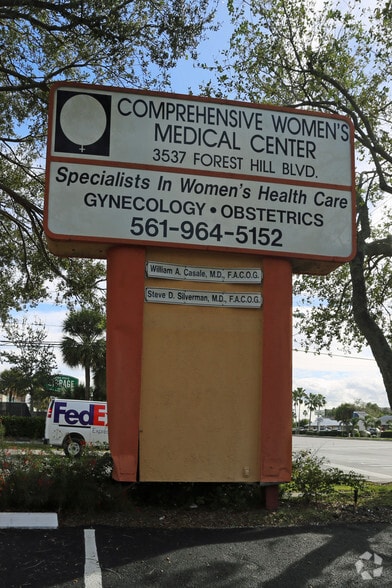 COMPREHENSIVE WOMEN'S
MEDICAL CENTER
3537 FOREST HILL BLVD.
Specialists In Women's Health Care
GYNECOLOGY • OBSTETRICS
561-964-5152
William A. Casale, M.D., F.A.C.O.G.
Steve D. Silverman, M.D., F.A.C.O.G.
FedEx